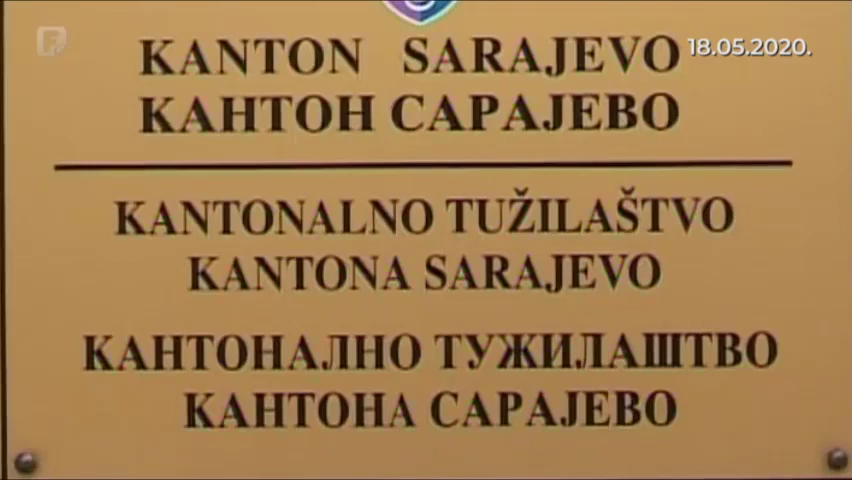 18.05.2020.
KANTON SARAJEVO
КАНТОН САРАЈЕВО
KANTONALNO TUŽILAŠTVO
KANTONA SARAJEVO
КАНТОНАЛНО ТУЖИЛАШТВО
КАНТОНА САРАЈЕВО